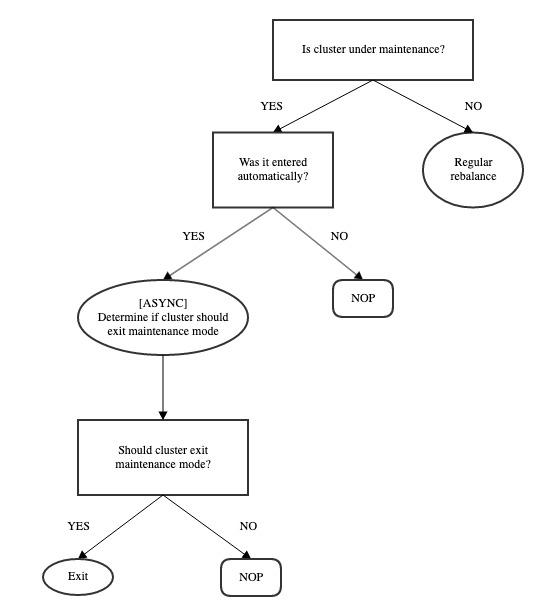 Is cluster under maintenance?
YES
NO
Was it entered
automatically?
Regular
rebalance
YES
NO
[ASYNC]
Determine if cluster should
exit maintenance mode
NOP
Should cluster exit
maintenance mode?
YES
NO
Exit
NOP